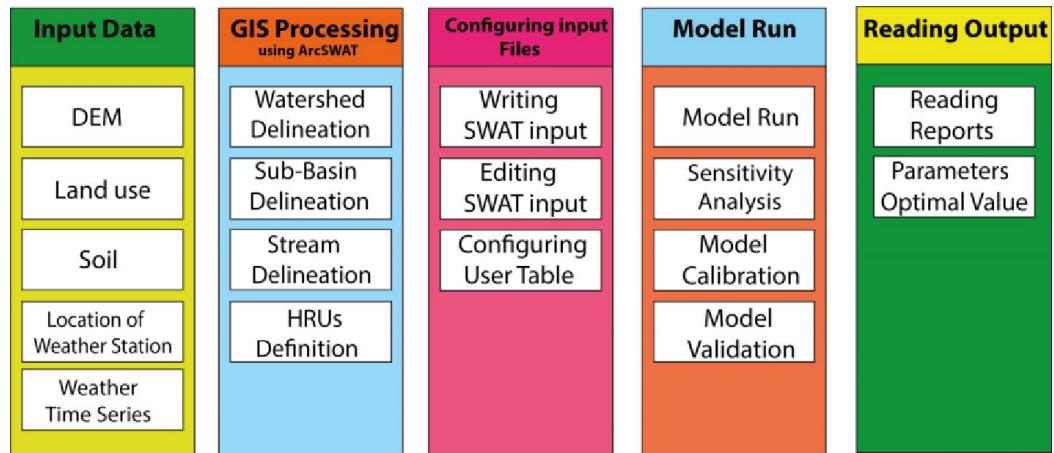 Input Data
DEM
Land use
Soil
Location of
Weather Station
Weather
Time Series
GIS Processing
using ArcSWAT
Watershed
Delineation
Sub-Basin
Delineation
Stream
Delineation
HRUs
Definition
Configuring input
Files
Writing
SWAT input
Editing
SWAT input
Configuring
User Table
Model Run
Model Run
Sensitivity
Analysis
Model
Calibration
Model
Validation
Reading Output
Reading
Reports
Parameters
Optimal Value